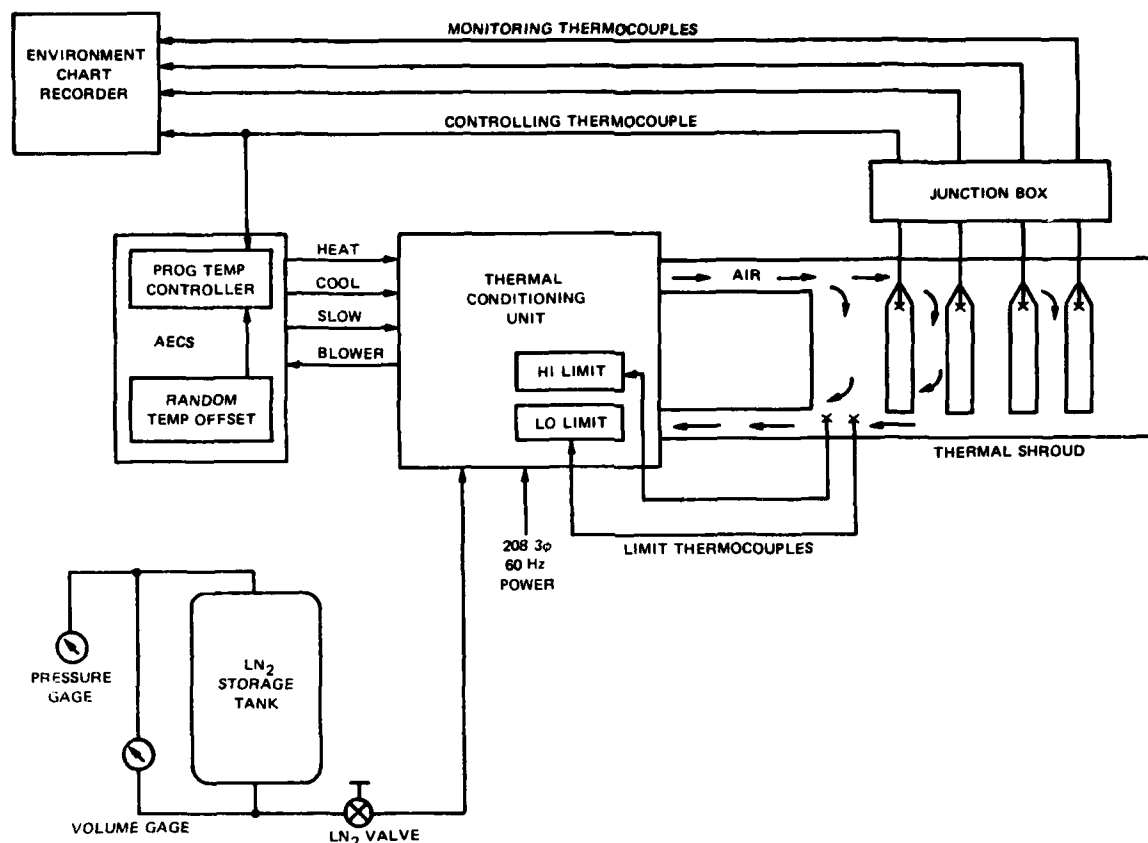 MONITORING THERMOCOUPLES
ENVIRONMENT
CHART
RECORDER
CONTROLLING THERMOCOUPLE
JUNCTION BOX
PROG TEMP
CONTROLLER
AECS
RANDOM
TEMP OFFSET
HEAT
COOL
SLOW
BLOWER
THERMAL
CONDITIONING
UNIT
HI LIMIT
LO LIMIT
AIR
THERMAL SHROUD
LIMIT THERMOCOUPLES
208 3φ
60 Hz
POWER
PRESSURE
GAGE
LN2
STORAGE
TANK
VOLUME GAGE
LN2 VALVE